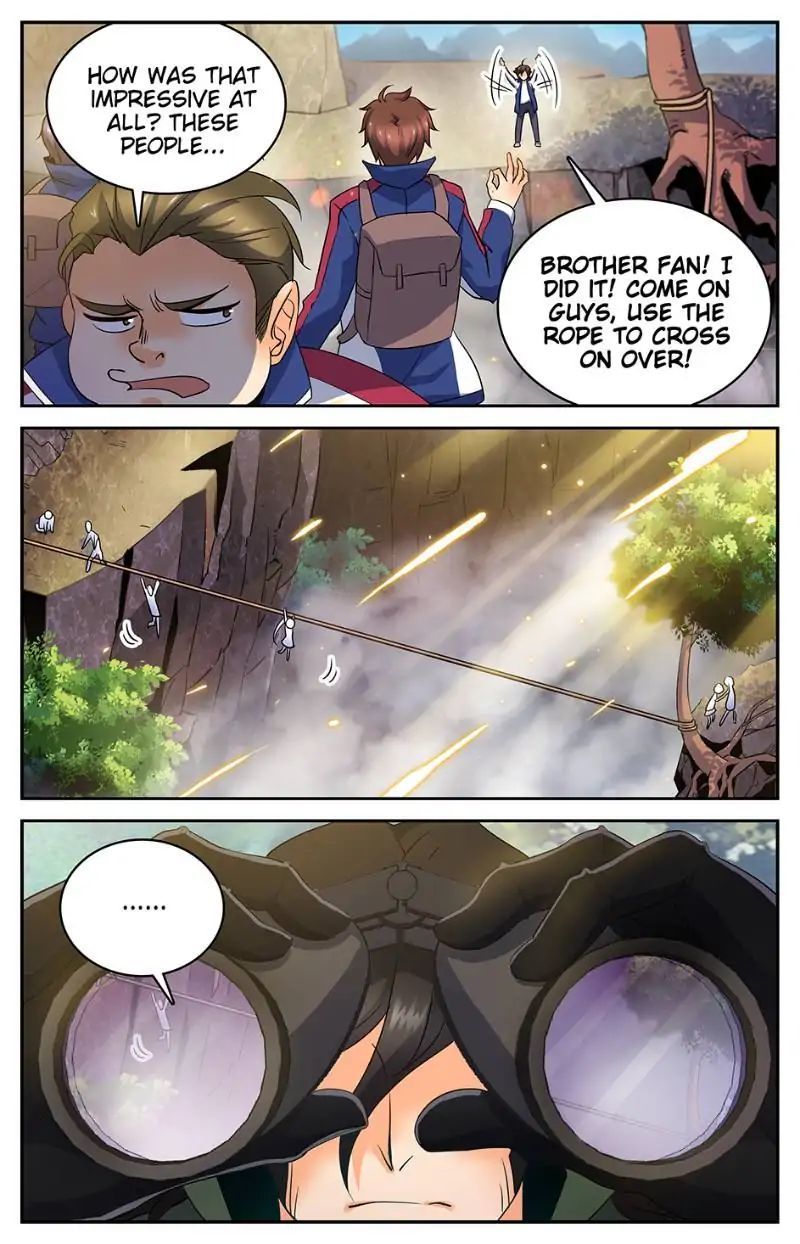 HOW WAS THAT
IMPRESSIVE AT
ALL? THESE
PEOPLE...
BROTHER FAN! I
DID IT! COME ON
GUYS, USE THE
ROPE TO CROSS
ON OVER!
......